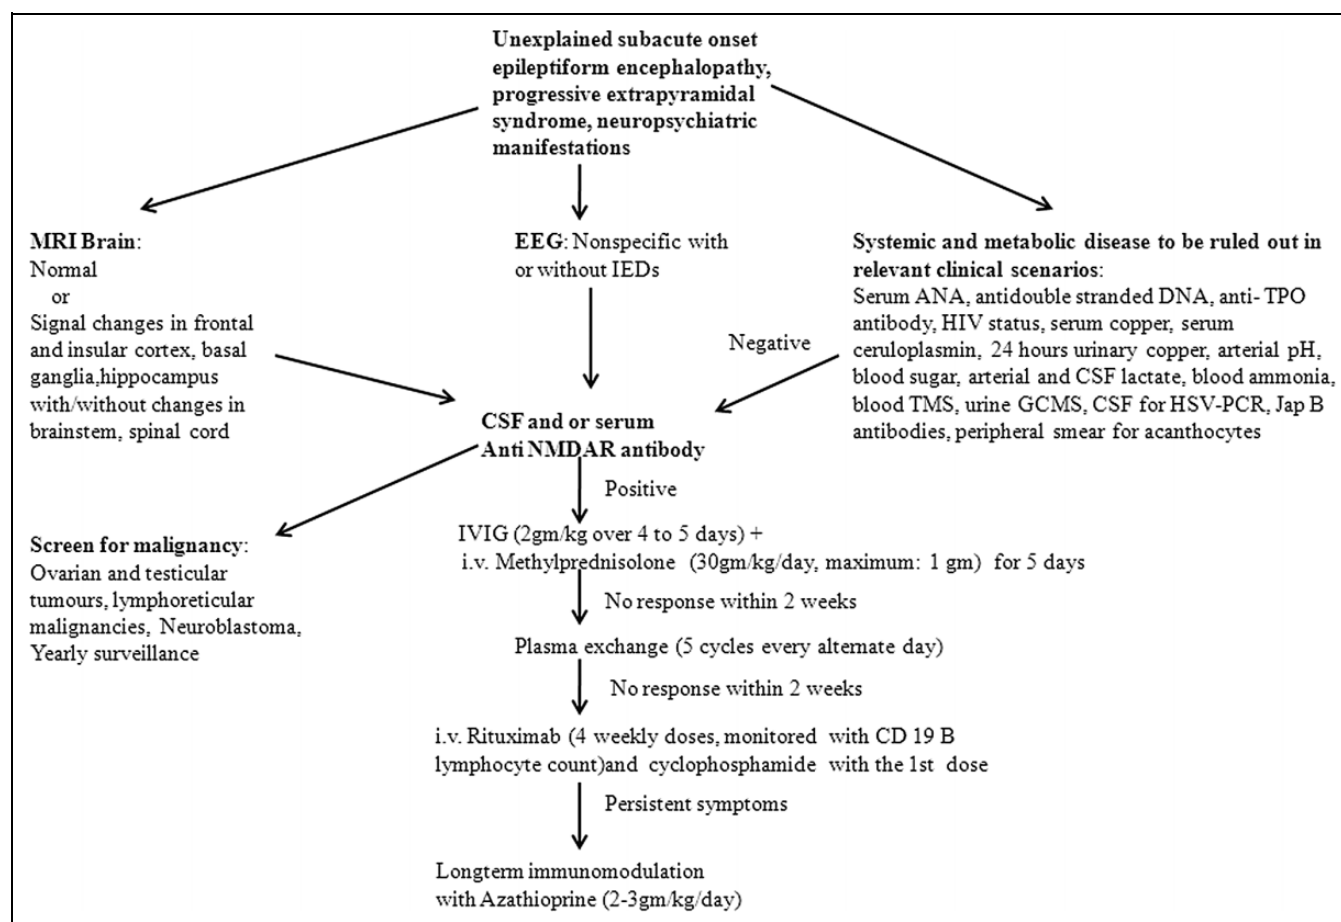 Unexplained subacute onset
epileptiform encephalopathy,
progressive extrapyramidal
syndrome, neuropsychiatric
manifestations
MRI Brain:
Normal
or
Signal changes in frontal
and insular cortex, basal
ganglia,hippocampus
with/without changes in
brainstem, spinal cord
EEG: Nonspecific with
or without IEDs
Systemic and metabolic disease to be ruled out in
relevant clinical scenarios:
Serum ANA, antidouble stranded DNA, anti- TPO
antibody, HIV status, serum copper, serum
ceruloplasmin, 24 hours urinary copper, arterial pH,
blood sugar, arterial and CSF lactate, blood ammonia,
blood TMS, urine GCMS, CSF for HSV-PCR, Jap B
antibodies, peripheral smear for acanthocytes
Negative
CSF and or serum
Anti NMDAR antibody
Positive
Screen for malignancy:
Ovarian and testicular
tumours, lymphoreticular
malignancies, Neuroblastoma,
Yearly surveillance
IVIG (2gm/kg over 4 to 5 days) +
i.v. Methylprednisolone (30gm/kg/day, maximum: 1 gm) for 5 days
No response within 2 weeks
Plasma exchange (5 cycles every alternate day)
No response within 2 weeks
i.v. Rituximab (4 weekly doses, monitored with CD 19 B
lymphocyte count)and cyclophosphamide with the 1st dose
Persistent symptoms
Longterm immunomodulation
with Azathioprine (2-3gm/kg/day)